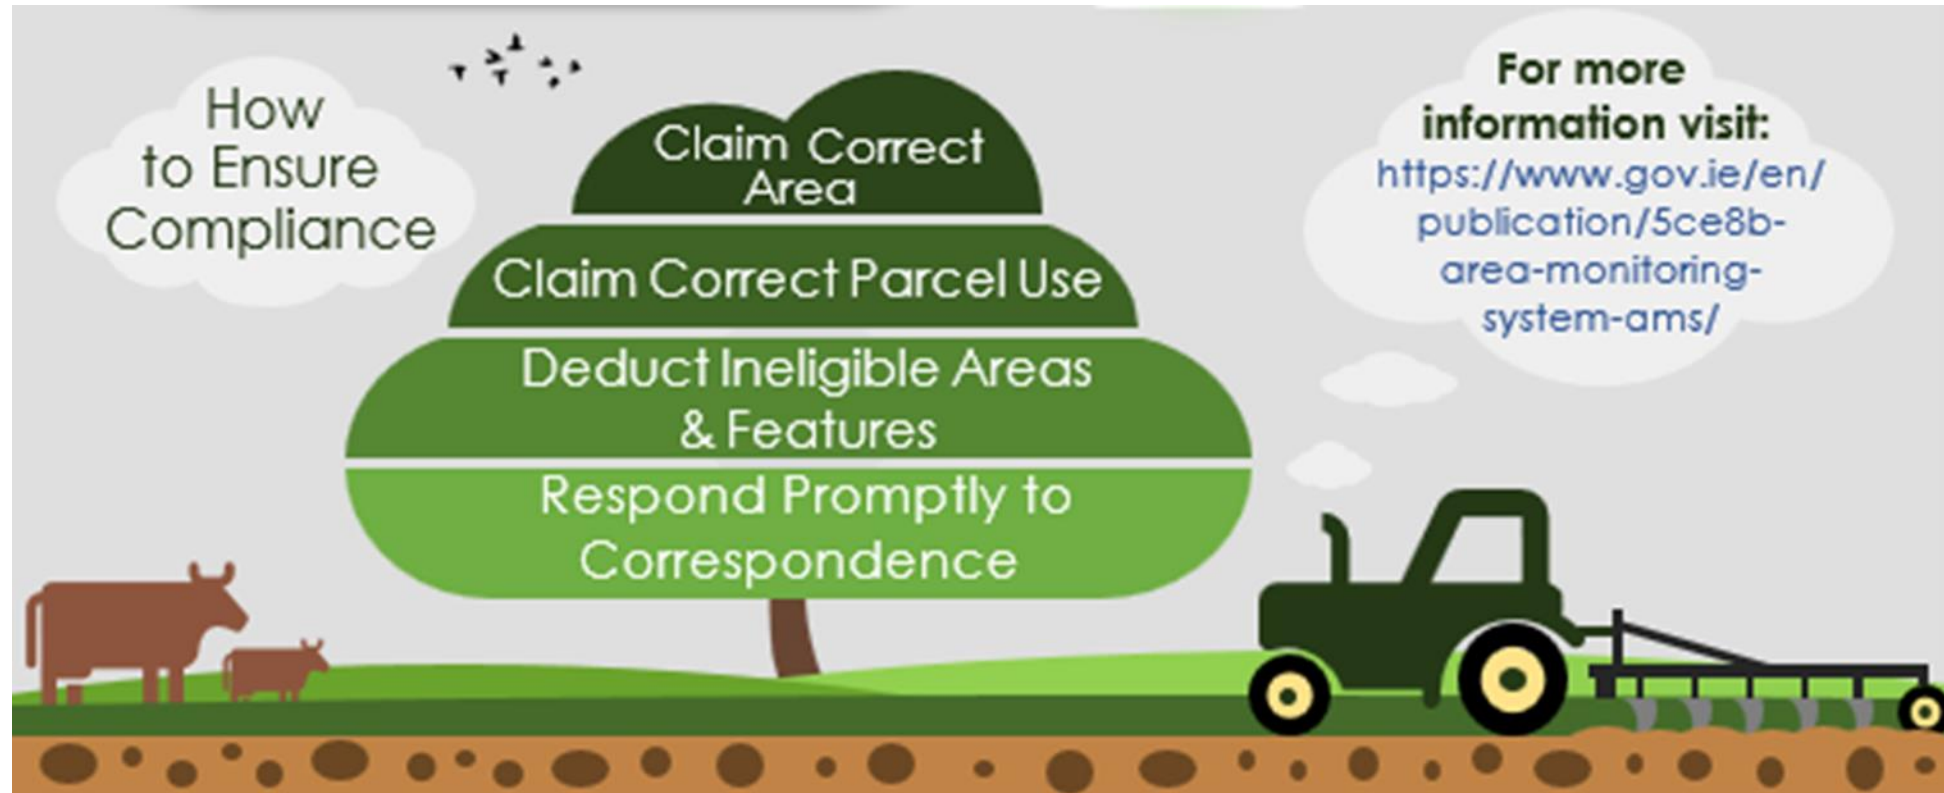 How
to Ensure
Compliance
Claim Correct
Area
Claim Correct Parcel Use
Deduct Ineligible Areas
& Features
Respond Promptly to
Correspondence
For more
information visit:
https://www.gov.ie/en/
publication/5ce8b-
area-monitoring-
system-ams/